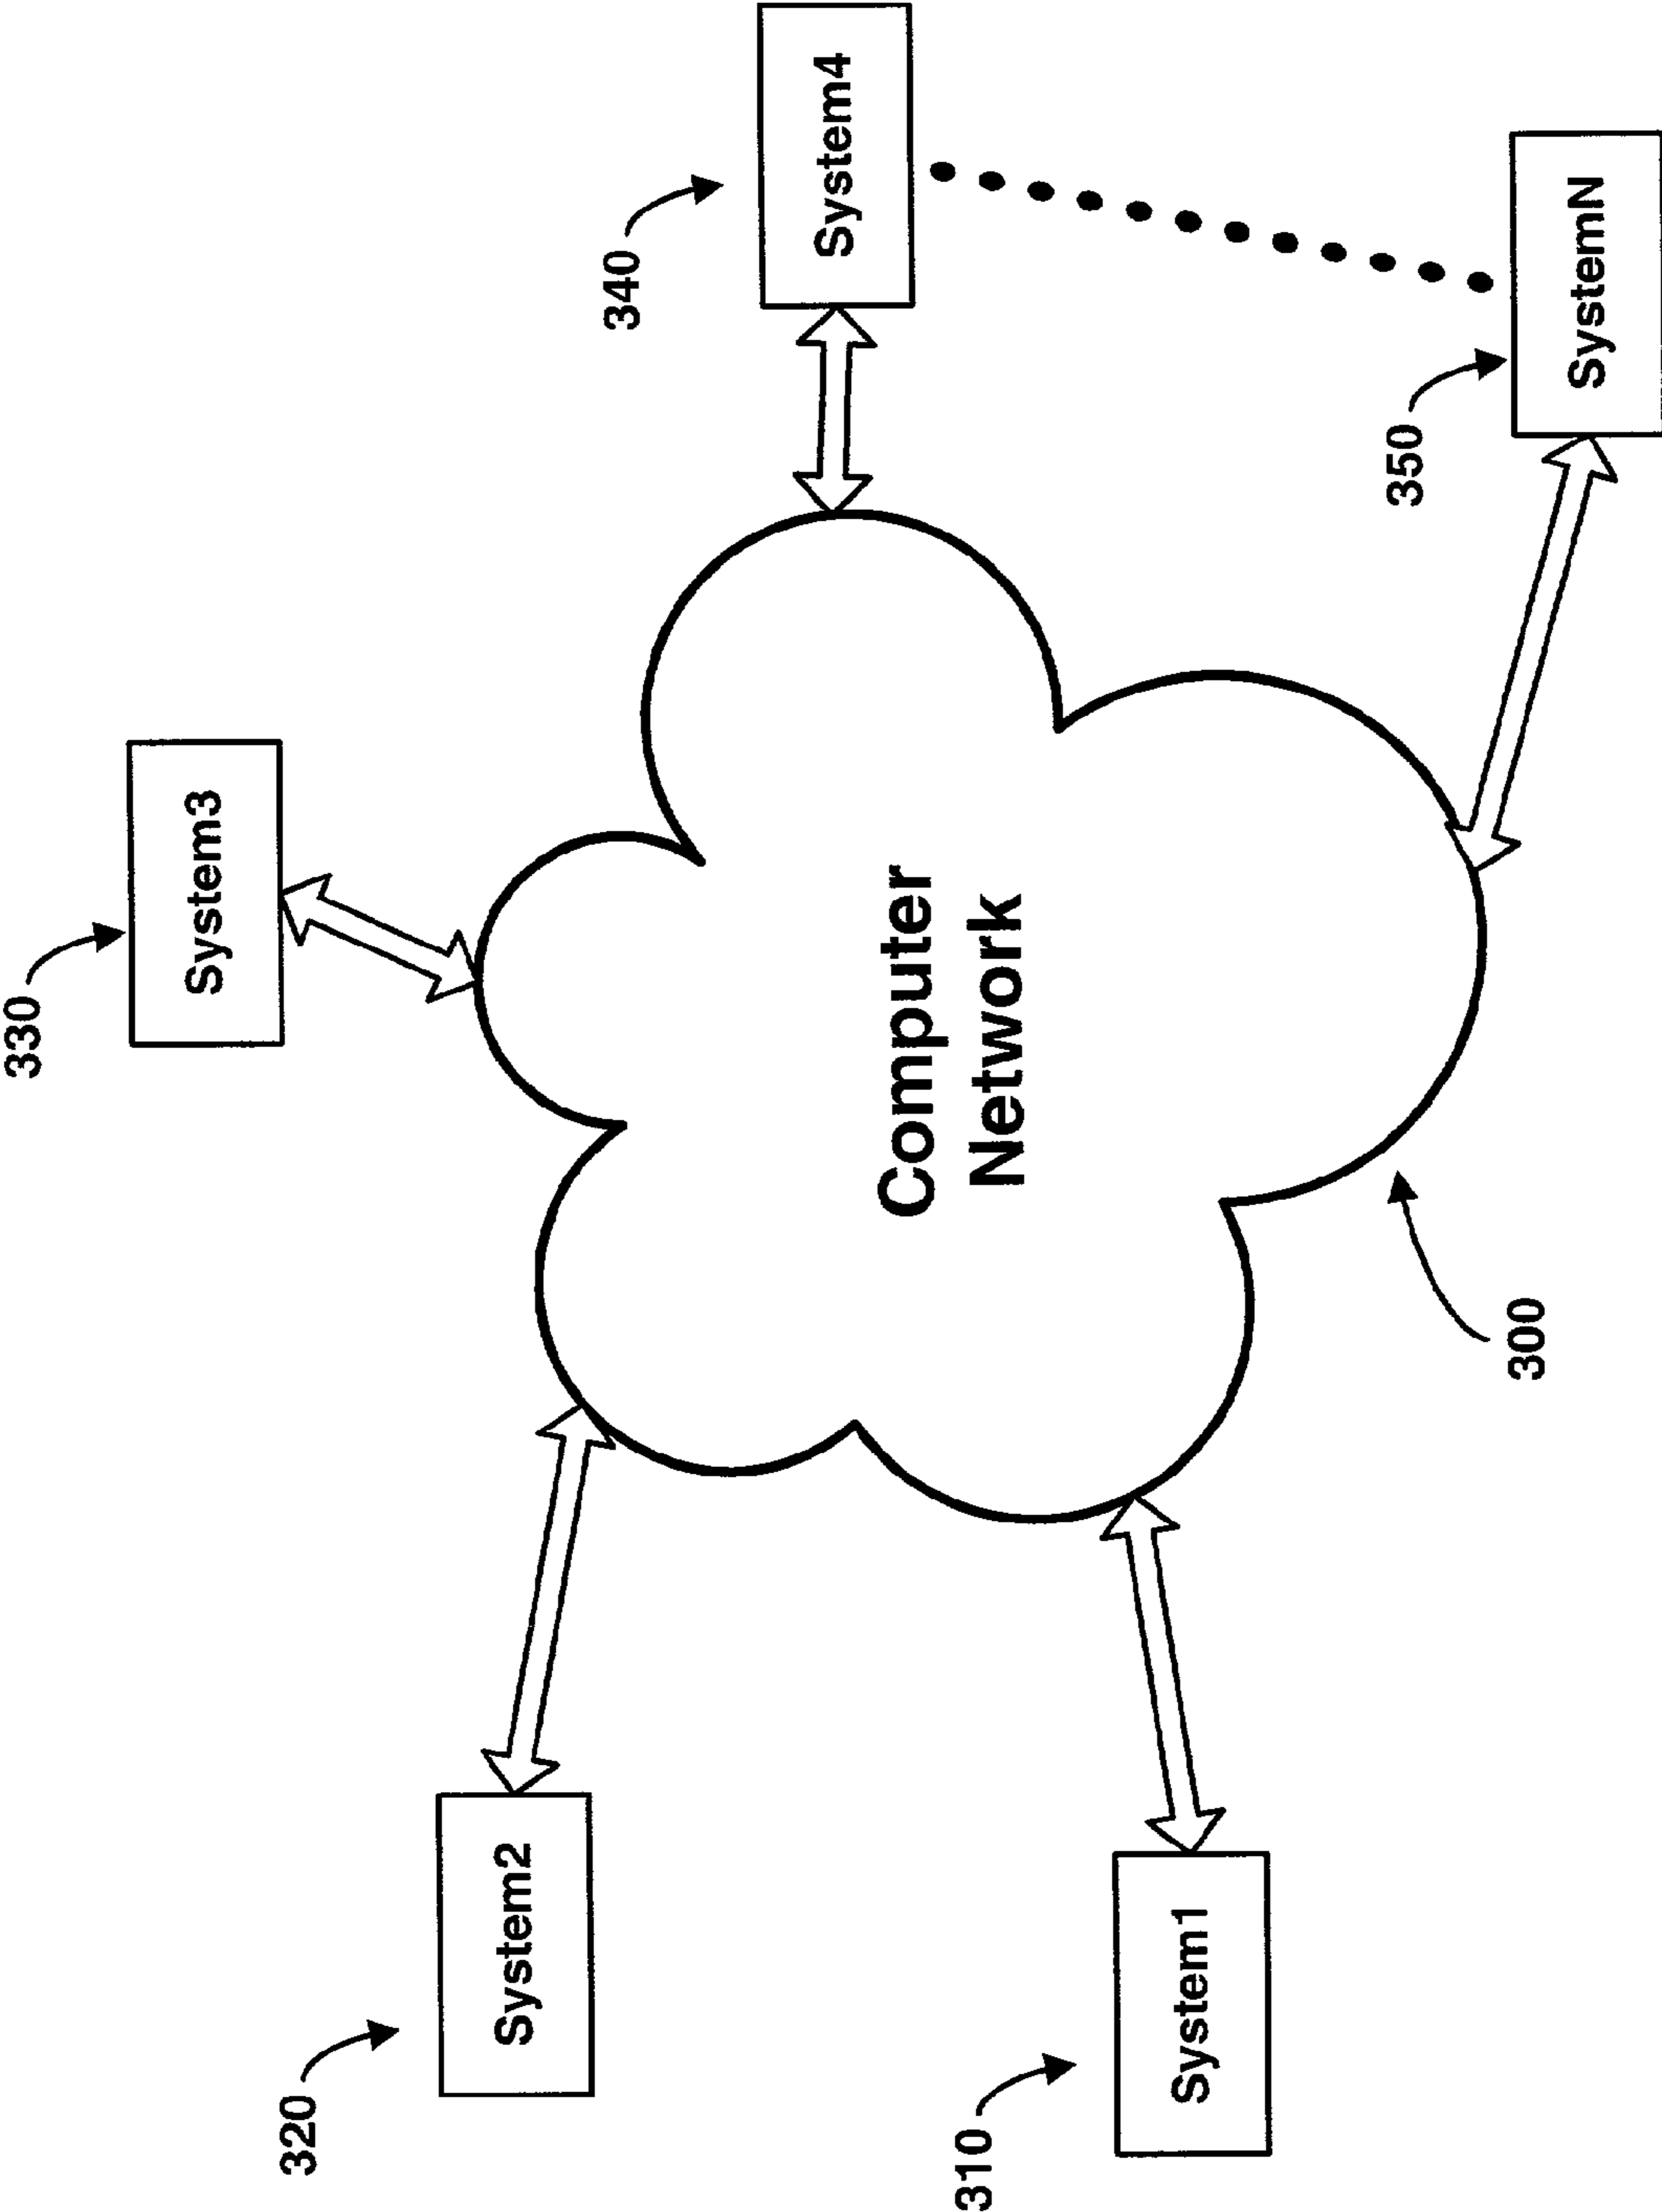 330
System3
320
System2
340
System4
Computer
Network
310
System1
350
SystemN
300